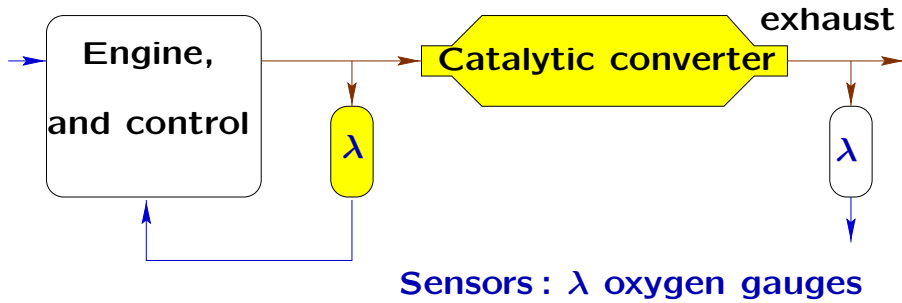 exhaust
Engine,
Catalytic converter
and control
λ
λ
Sensors : λ oxygen gauges